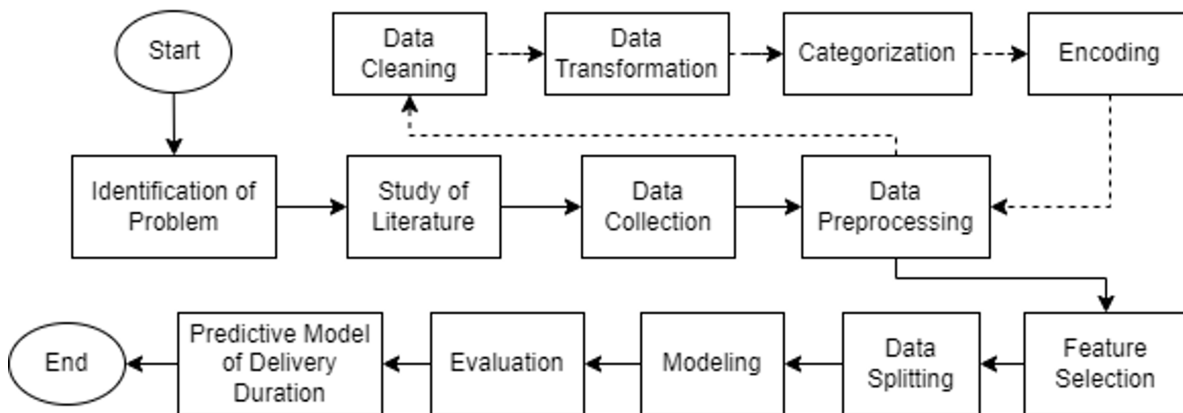 Start
Data
Cleaning
Data
Transformation
Categorization
Encoding
Identification of
Problem
Study of
Literature
Data
Collection
Data
Preprocessing
End
Predictive Model
of Delivery
Duration
Evaluation
Modeling
Data
Splitting
Feature
Selection